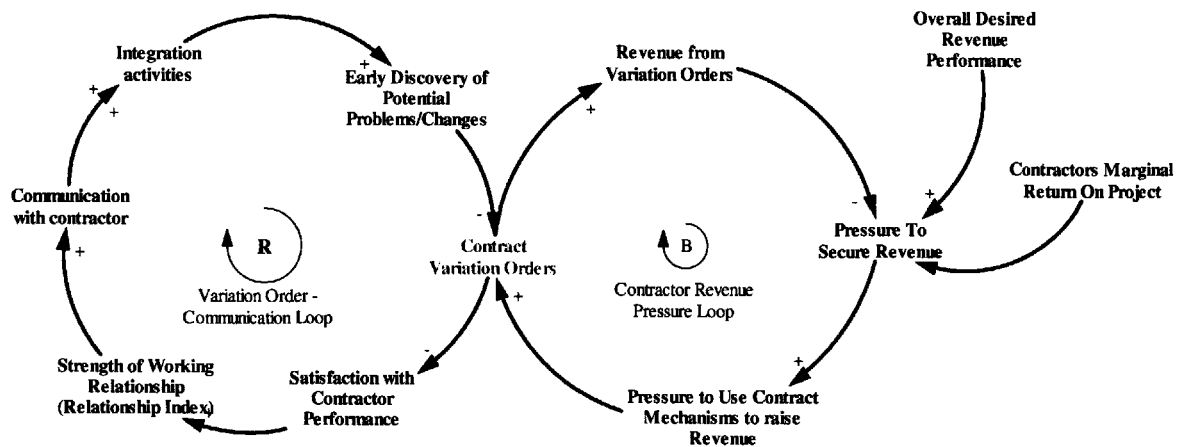 Integration
activities
+
+
+
Early Discovery of
Potential
Problems/Changes
Revenue from
Variation Orders
+
Overall Desired
Revenue
Performance
Contractors Marginal
Return On Project
Communication
with contractor
+
R
Variation Order -
Communication Loop
-
Contract
Variation Orders
+
-
B
Contractor Revenue
Pressure Loop
-
+
Pressure To
Secure Revenue
Strength of Working
Relationship
(Relationship Index)
Satisfaction with
Contractor
Performance
+
Pressure to Use Contract
Mechanisms to raise
Revenue